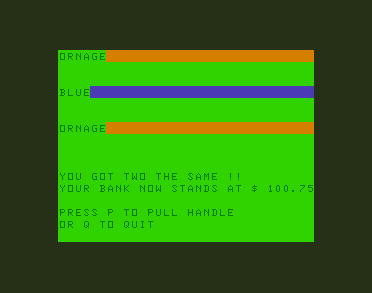 ORNAGE
BLUE
ORNAGE
YOU GOT TWO THE SAME !!
YOUR BANK NOW STANDS AT $ 100.75
PRESS P TO PULL HANDLE
OR Q TO QUIT